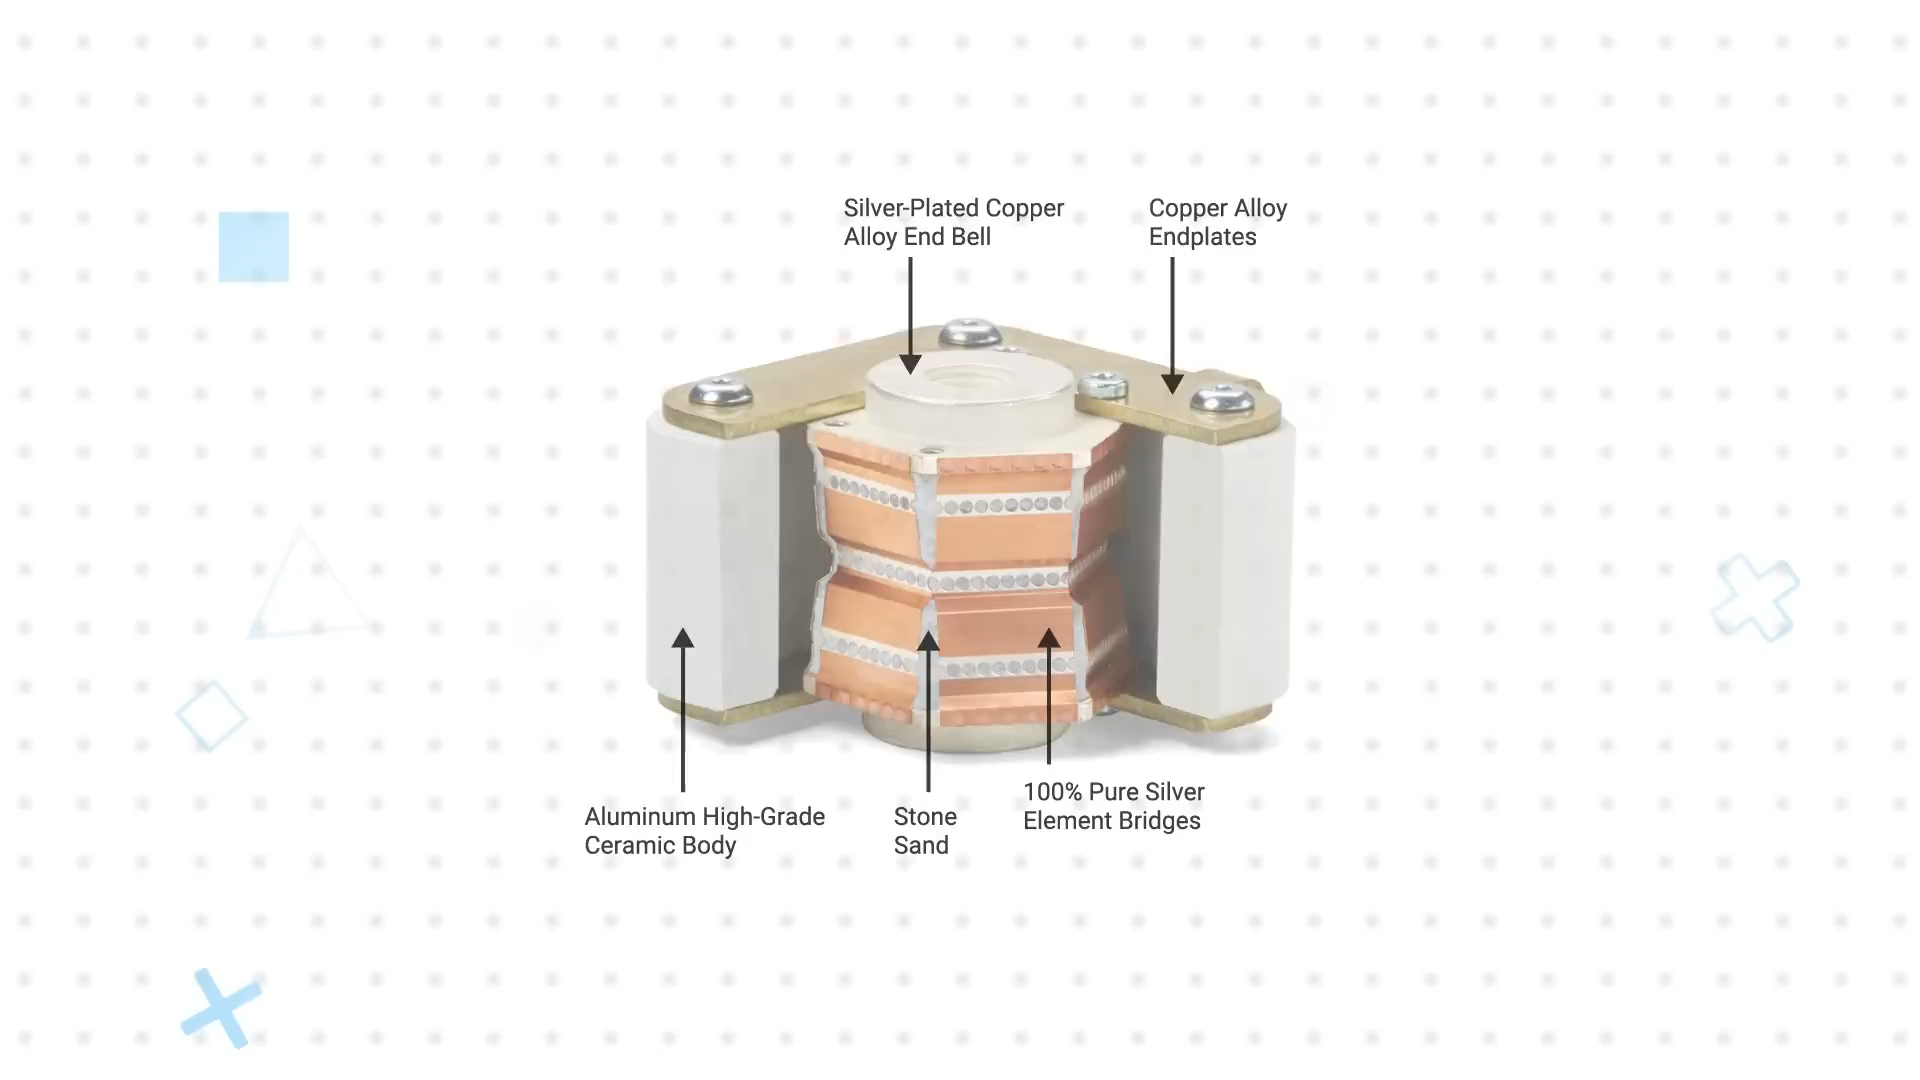 Silver-Plated Copper
Alloy End Bell
Copper Alloy
Endplates
Aluminum High-Grade
Ceramic Body
Stone
Sand
100% Pure Silver
Element Bridges